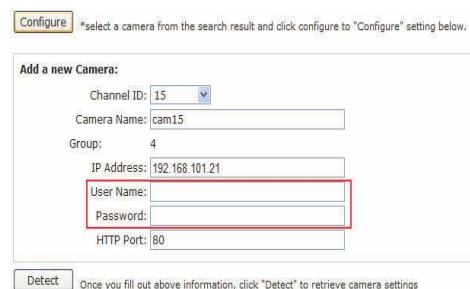 Configure *select a camera from the search result and click configure to "Configure" setting below.
Add a new Camera:
Channel ID: 15
Camera Name: cam15
Group: 4
IP Address: 192.168.101.21
User Name:
Password:
HTTP Port: 80
Detect Once you fill out above information, click "Detect" to retrieve camera settings